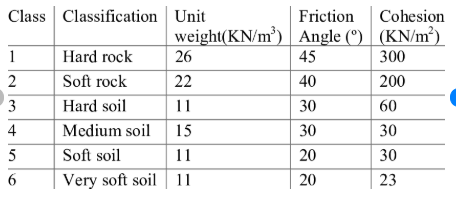 Class Classification Unit weight(KN/m³) Friction Angle (º) Cohesion (KN/m²)
1 Hard rock 26 45 300
2 Soft rock 22 40 200
3 Hard soil 11 30 60
4 Medium soil 15 30 30
5 Soft soil 11 20 30
6 Very soft soil 11 20 23